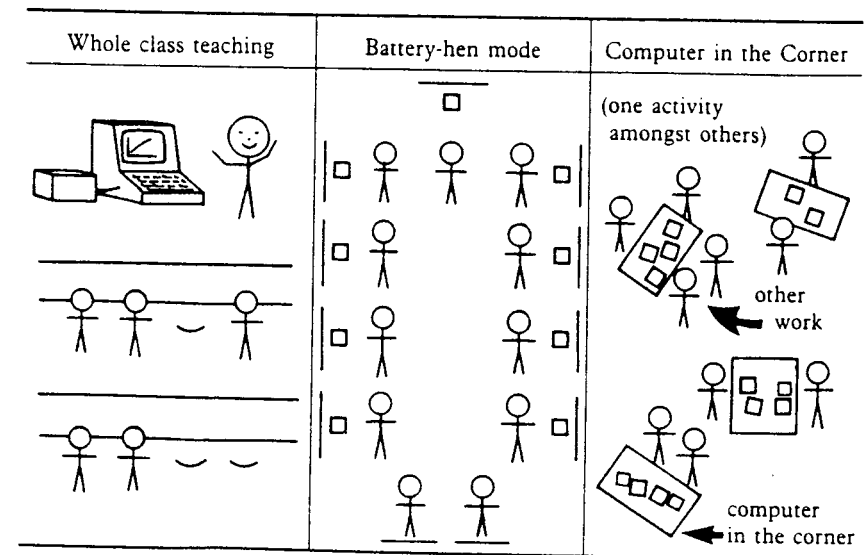 Whole class teaching
Battery-hen mode
Computer in the Corner
(one activity
amongst others)
other
work
computer
in the corner